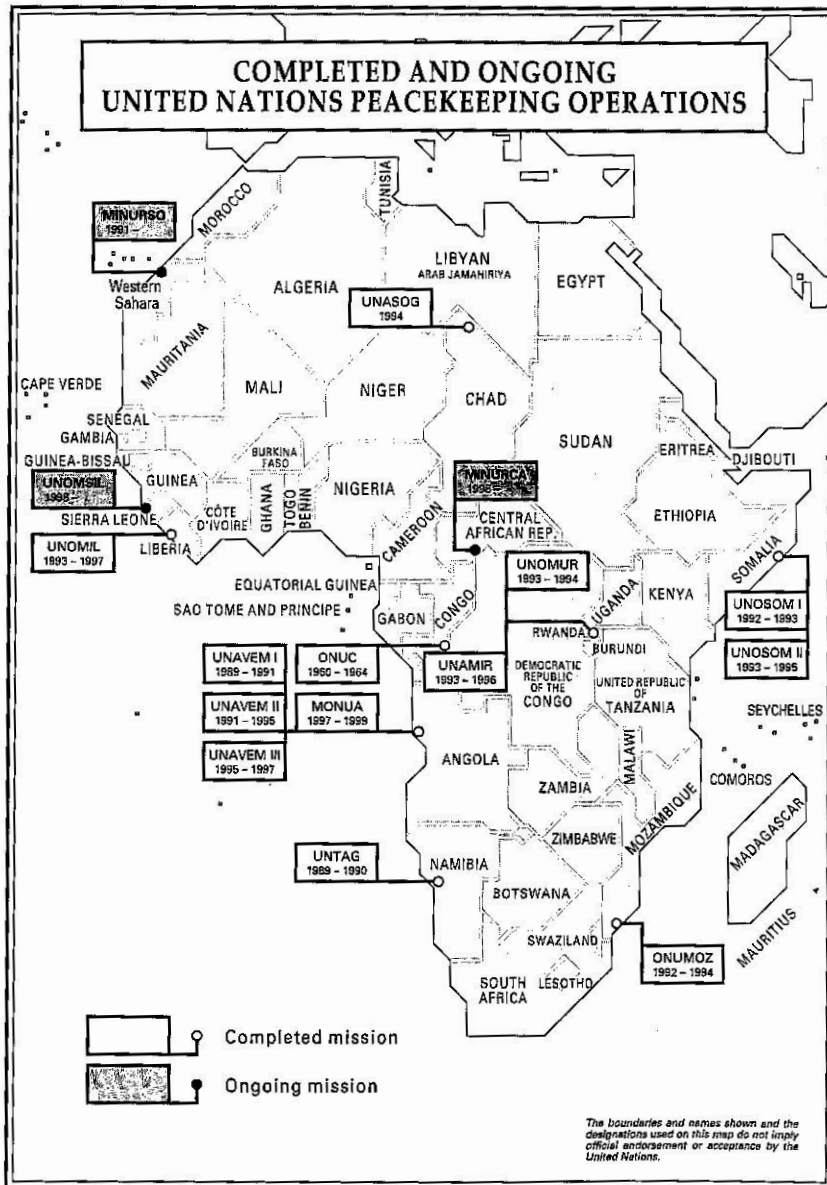 COMPLETED AND ONGOING
UNITED NATIONS PEACEKEEPING OPERATIONS
MINURSO
1991 -
MOROCCO
TUNISIA
Western
Sahara
ALGERIA
LIBYAN
ARAB JAMAHIRIYA
EGYPT
UNASOG
1994
MAURITANIA
MALI
NIGER
CHAD
SUDAN
ERITREA
DJIBOUTI
CAPE VERDE
SENEGAL
GAMBIA
GUINEA-BISSAU
GUINEA
BURKINA
FASO
UNOMSIL
1998 -
SIERRA LEONE
CÔTE
D'IVOIRE
GHANA
TOGO
BENIN
NIGERIA
CAMEROON
MINURCA
1998 -
CENTRAL
AFRICAN REP.
ETHIOPIA
SOMALIA
UNOMIL
1993 - 1997
LIBERIA
UNOMUR
1993 - 1994
EQUATORIAL GUINEA
SAO TOME AND PRINCIPE
GABON
CONGO
UGANDA
KENYA
UNOSOM I
1992 - 1993
UNOSOM II
1993 - 1995
RWANDA
BURUNDI
UNAVEM I
1989 - 1991
ONUC
1960 - 1964
UNAMIR
1993 - 1996
DEMOCRATIC
REPUBLIC
OF THE
CONGO
UNITED REPUBLIC
OF
TANZANIA
UNAVEM II
1991 - 1995
MONUA
1997 - 1999
SEYCHELLES
UNAVEM III
1995 - 1997
ANGOLA
ZAMBIA
MALAWI
COMOROS
MOZAMBIQUE
ZIMBABWE
MADAGASCAR
UNTAG
1989 - 1990
NAMIBIA
BOTSWANA
MAURITIUS
SWAZILAND
ONUMOZ
1992 - 1994
SOUTH
AFRICA
LESOTHO
Completed mission
Ongoing mission
The boundaries and names shown and the
designations used on this map do not imply
official endorsement or acceptance by the
United Nations.